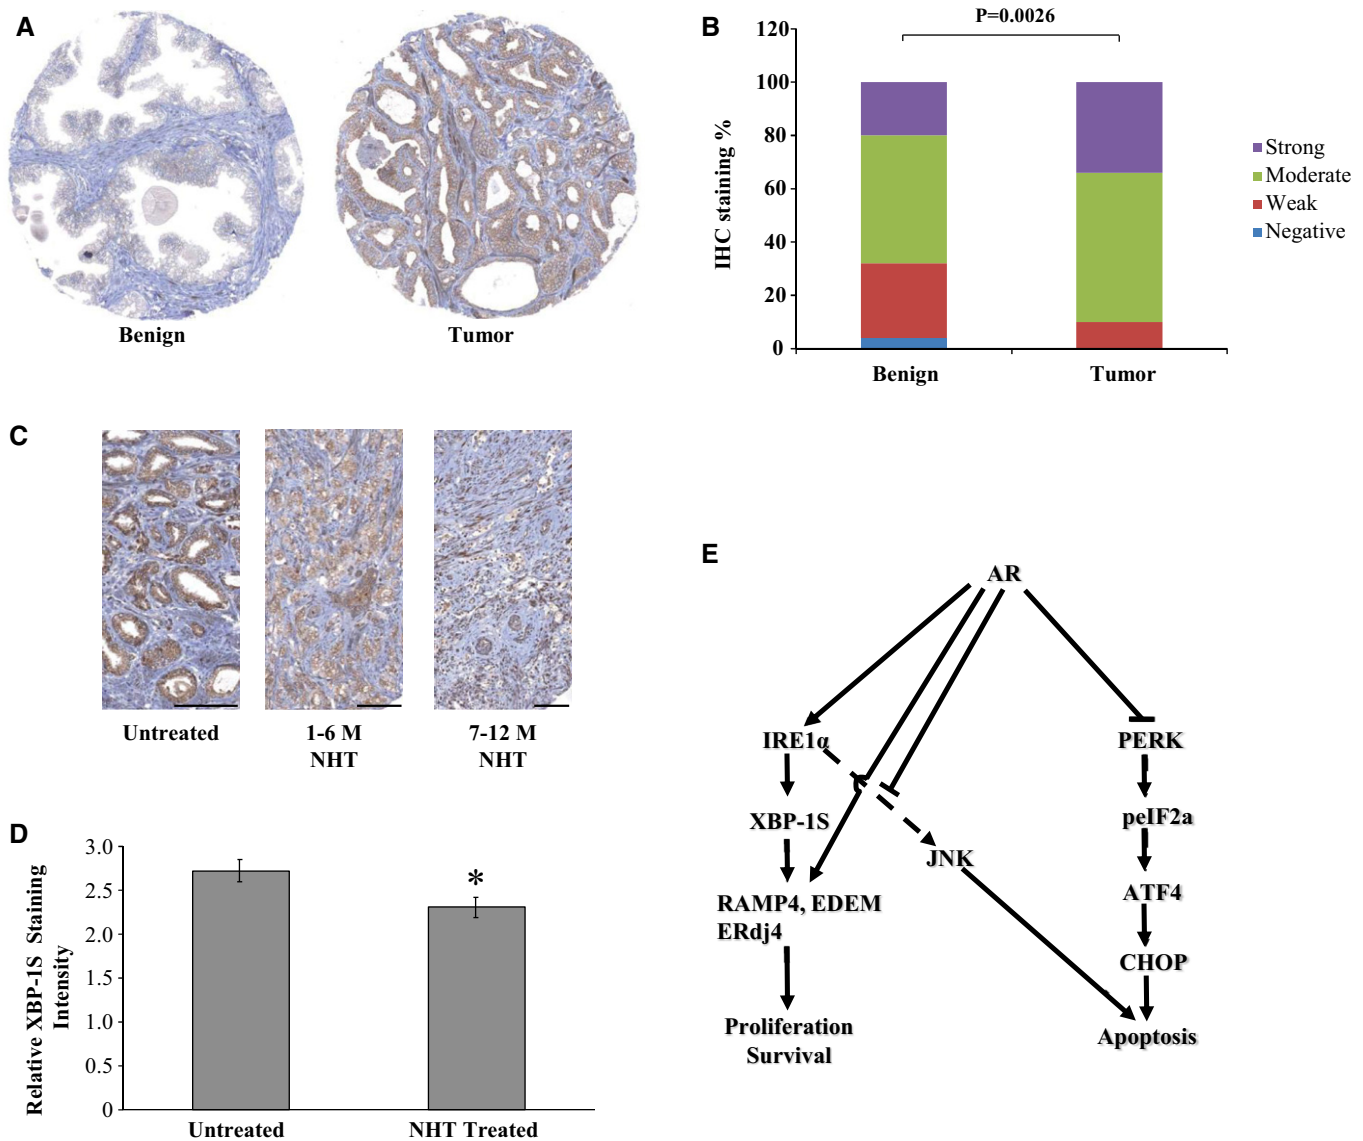 A
Benign
Tumor
B
P=0.0026
IHC staining %
120
100
80
60
40
20
0
Benign
Tumor
Strong
Moderate
Weak
Negative
C
Untreated
1-6 M
NHT
7-12 M
NHT
D
Relative XBP-1S Staining
Intensity
3.0
2.5
2.0
1.5
1.0
0.5
0
*
Untreated
NHT Treated
E
AR
IRE1α
PERK
XBP-1S
peIF2a
JNK
RAMP4, EDEM
ERdj4
ATF4
CHOP
Proliferation
Survival
Apoptosis